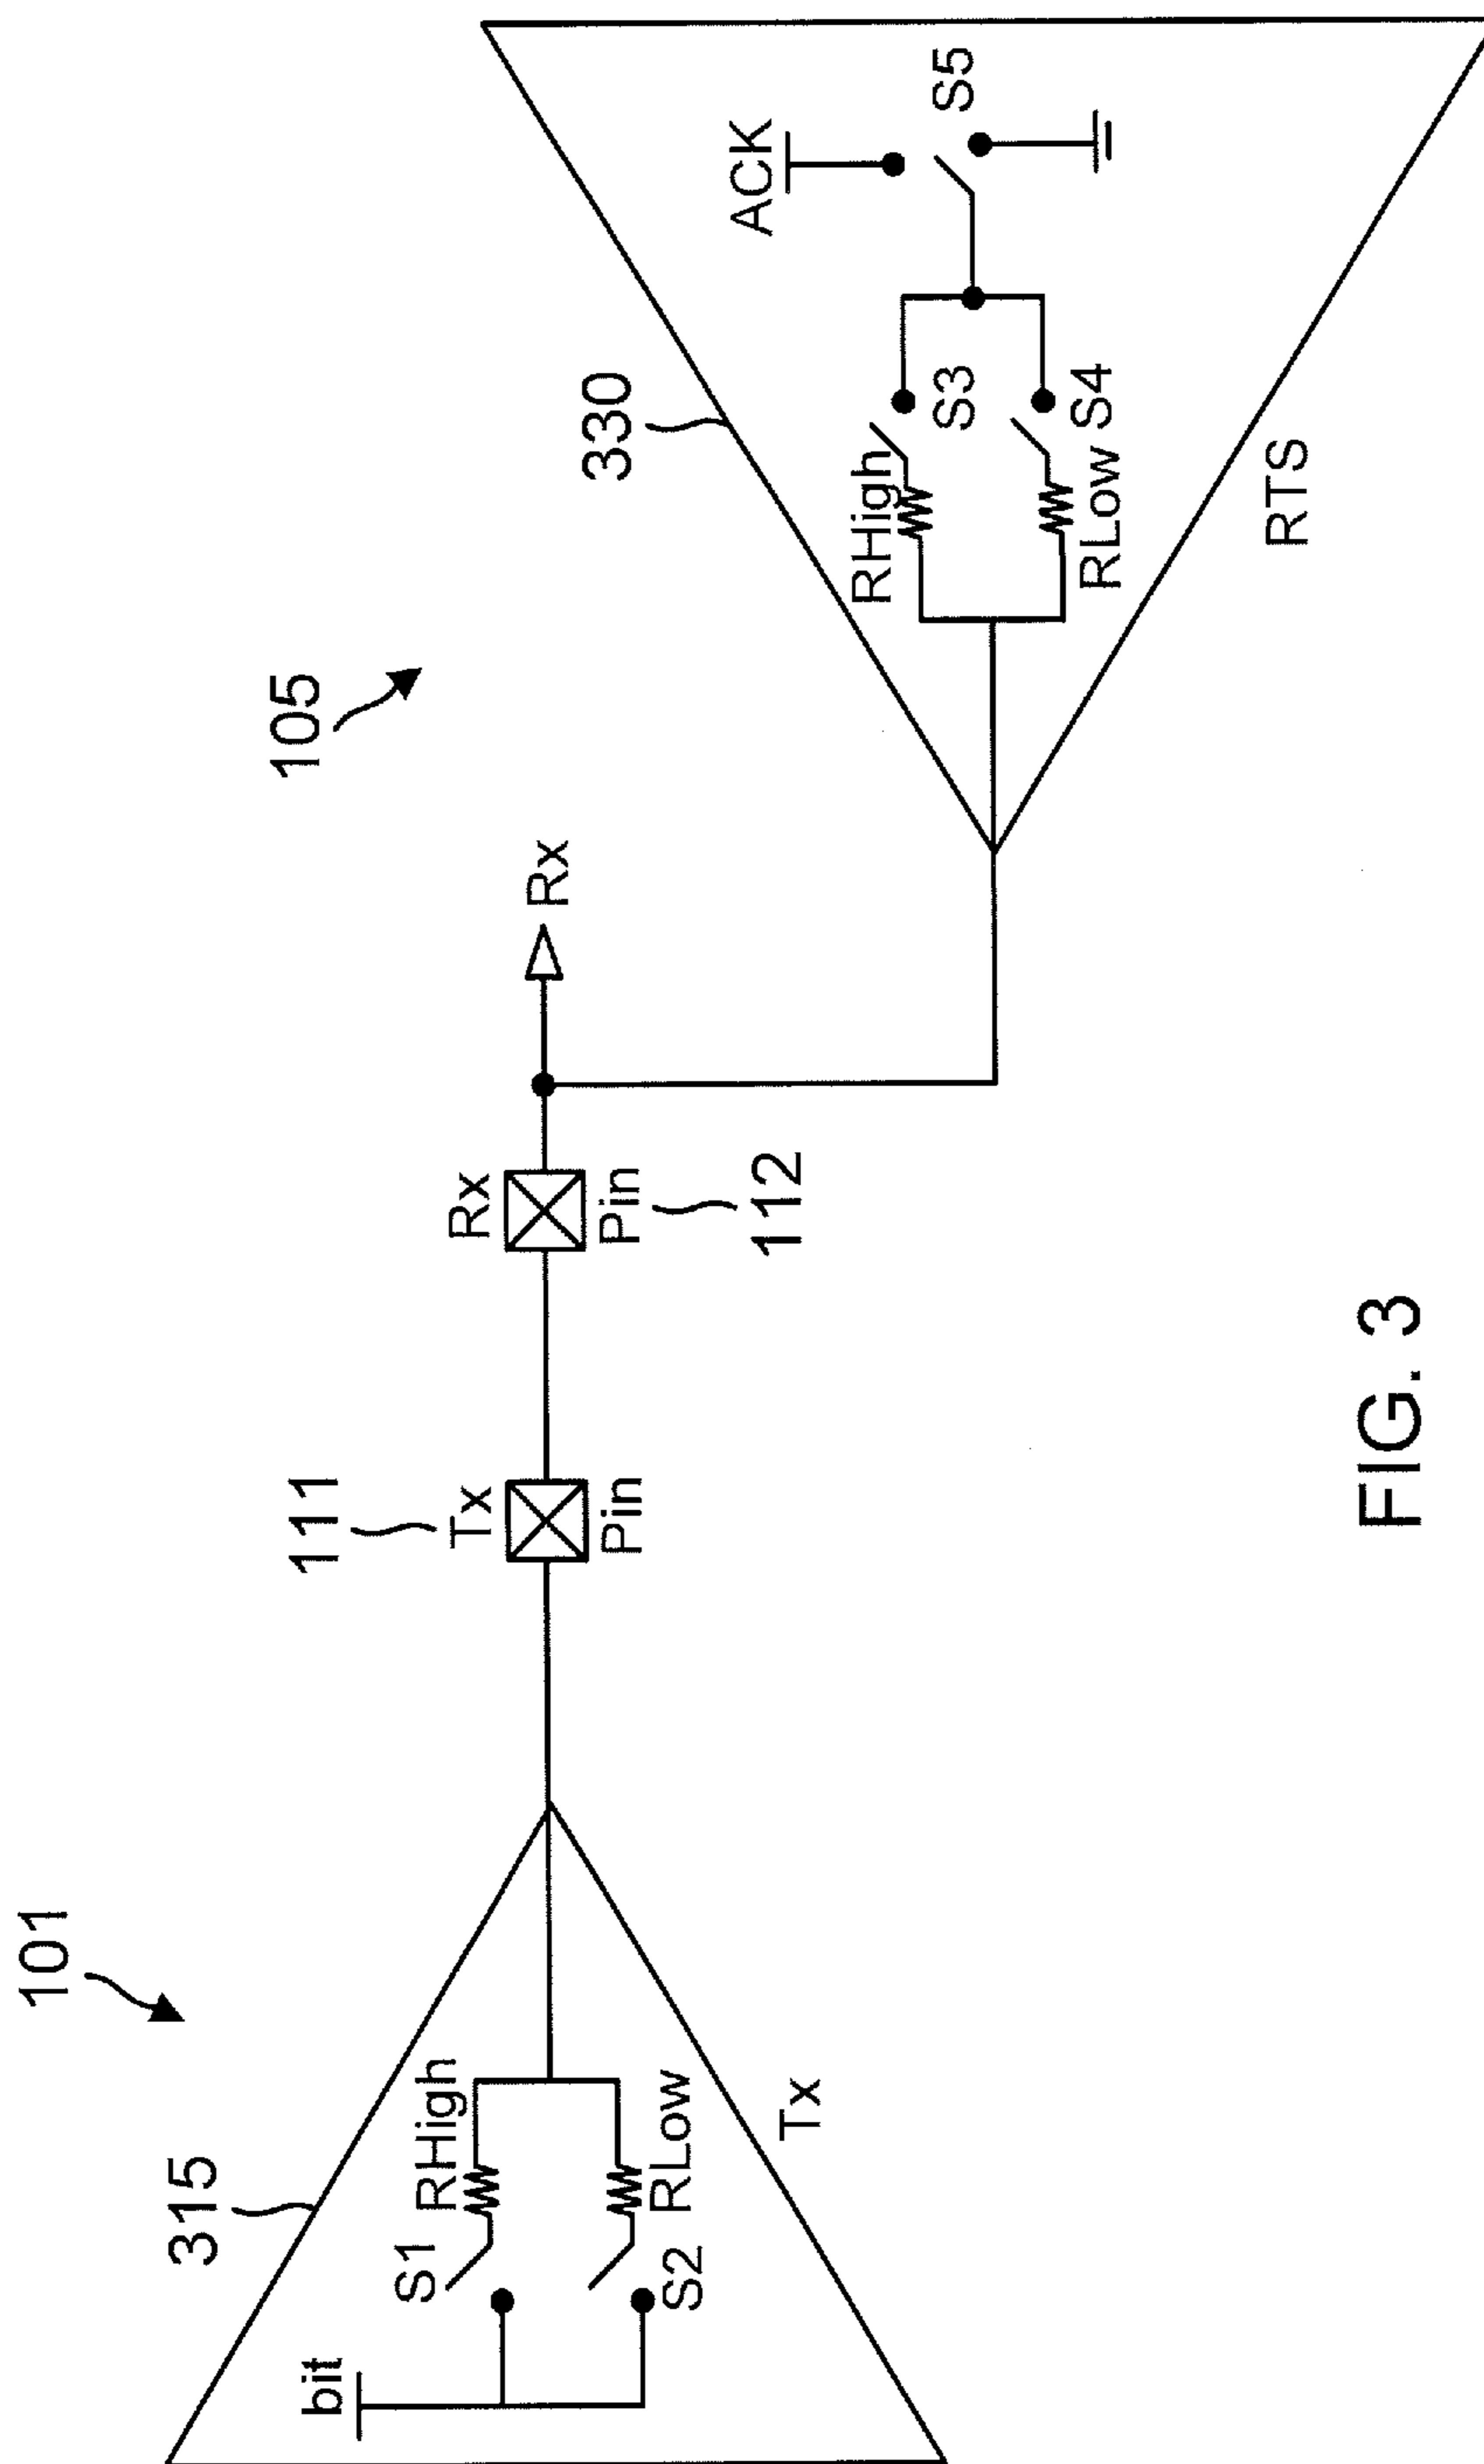 101
315
bit
S1
RHigh
S2
RLow
Tx
111
Tx
Pin
Rx
Pin
112
Rx
105
330
RHigh
S3
RLow
S4
ACK
S5
RTS
FIG. 3